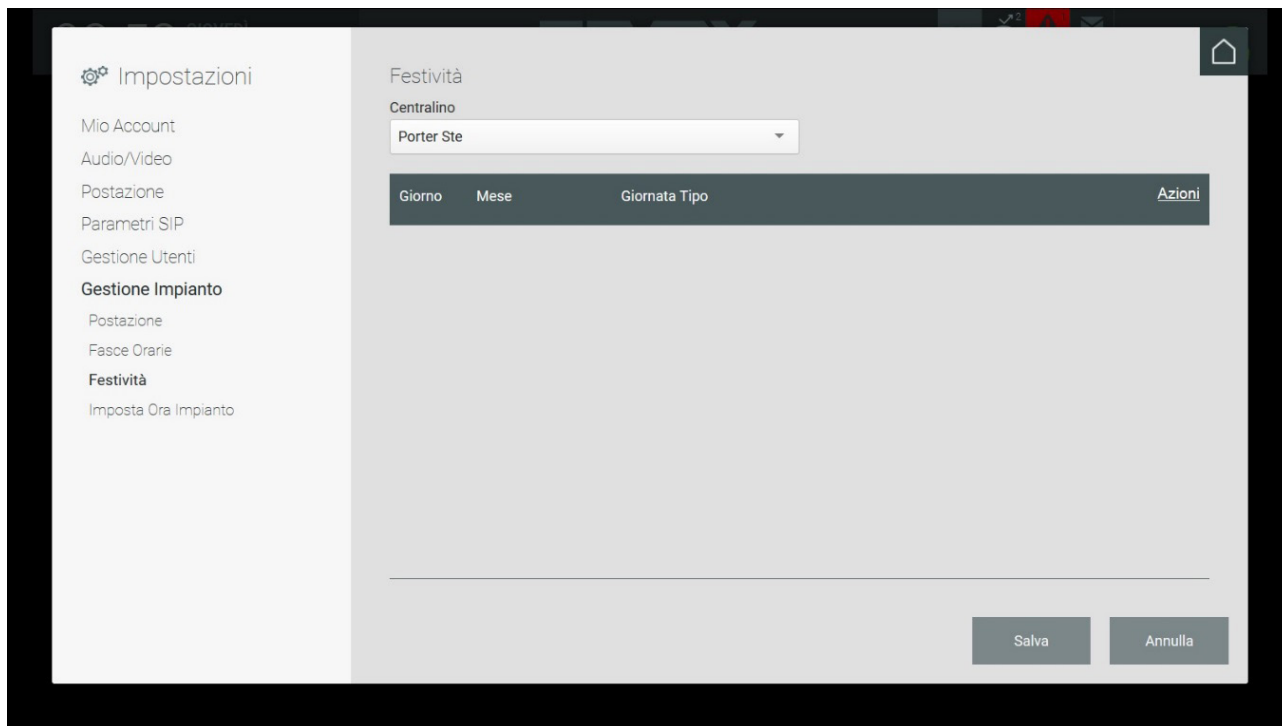 Impostazioni
Mio Account
Audio/Video
Postazione
Parametri SIP
Gestione Utenti
Gestione Impianto
Postazione
Fasce Orarie
Festività
Imposta Ora Impianto
Festività
Centralino
Porter Ste
Giorno Mese Giornata Tipo Azioni
Salva Annulla